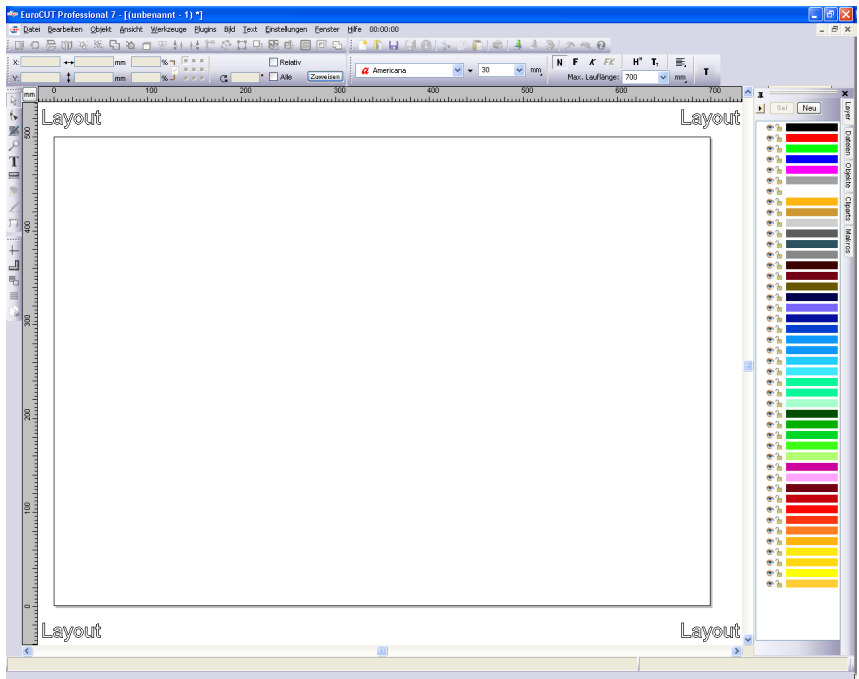 EuroCUT Professional 7 - [(unbenannt - 1) *]
Datei Bearbeiten Objekt Ansicht Werkzeuge Plugins Bild Text Einstellungen Fenster Hilfe 00:00:00
X: mm % Relativ
Y: mm % ° Alle Zuweisen
a Americana 30 mm N F K FK H" T,
Max. Lauflänge: 700 mm T
mm 0 100 200 300 400 500 600 700
Sel Neu
Layer
Dateien
Objekte
Cliparts
Makros
Layout Layout
500
400
300
200
100
0
Layout Layout